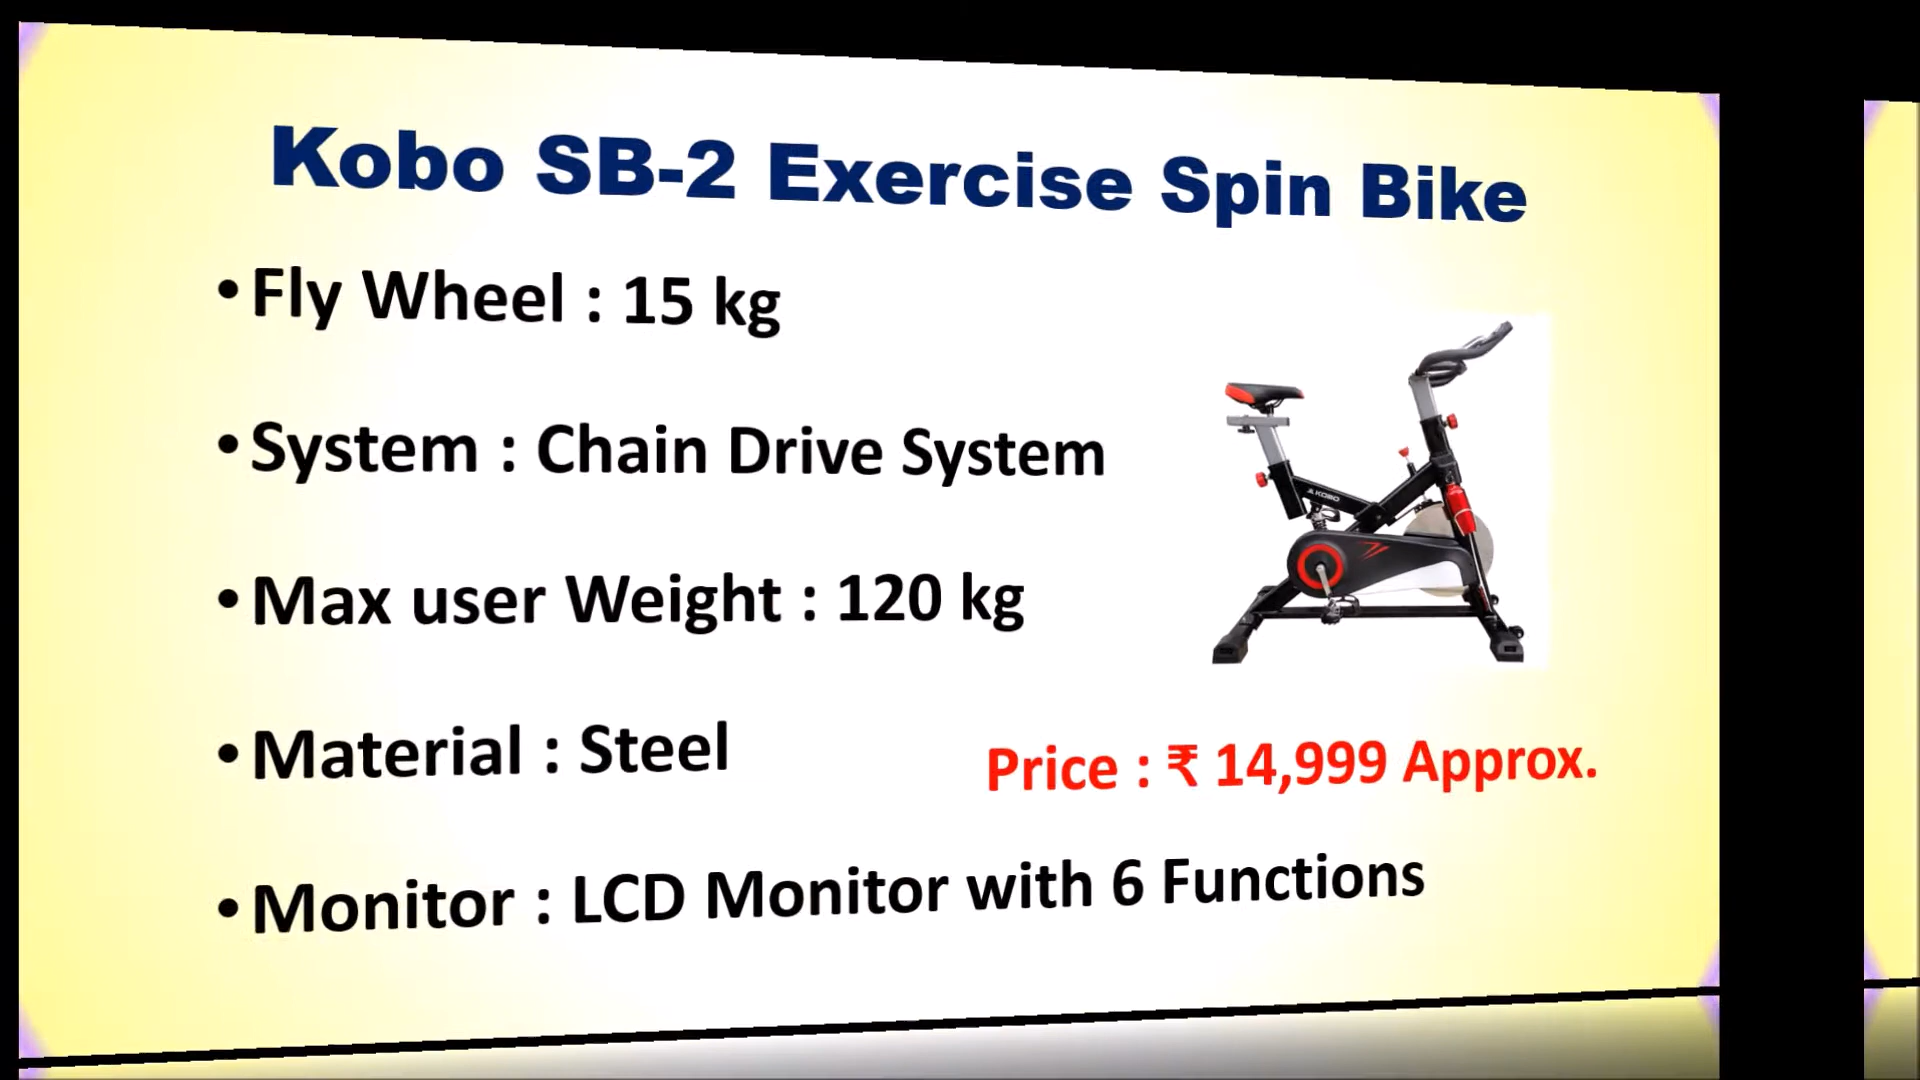 Kobo SB-2 Exercise Spin Bike
• Fly Wheel : 15 kg
• System : Chain Drive System
KOBO
• Max user Weight : 120 kg
• Material : Steel
Price : ₹ 14,999 Approx.
• Monitor : LCD Monitor with 6 Functions